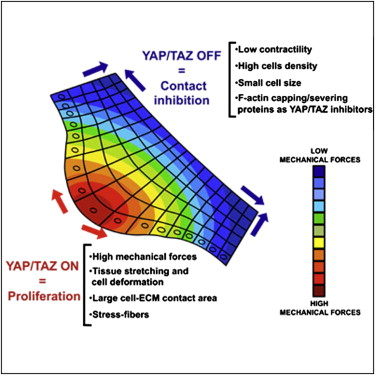 YAP/TAZ OFF
=
Contact
inhibition
•Low contractility
•High cells density
•Small cell size
•F-actin capping/severing
proteins as YAP/TAZ inhibitors
LOW
MECHANICAL FORCES
HIGH
MECHANICAL FORCES
YAP/TAZ ON
=
Proliferation
•High mechanical forces
•Tissue stretching and
cell deformation
•Large cell-ECM contact area
•Stress-fibers